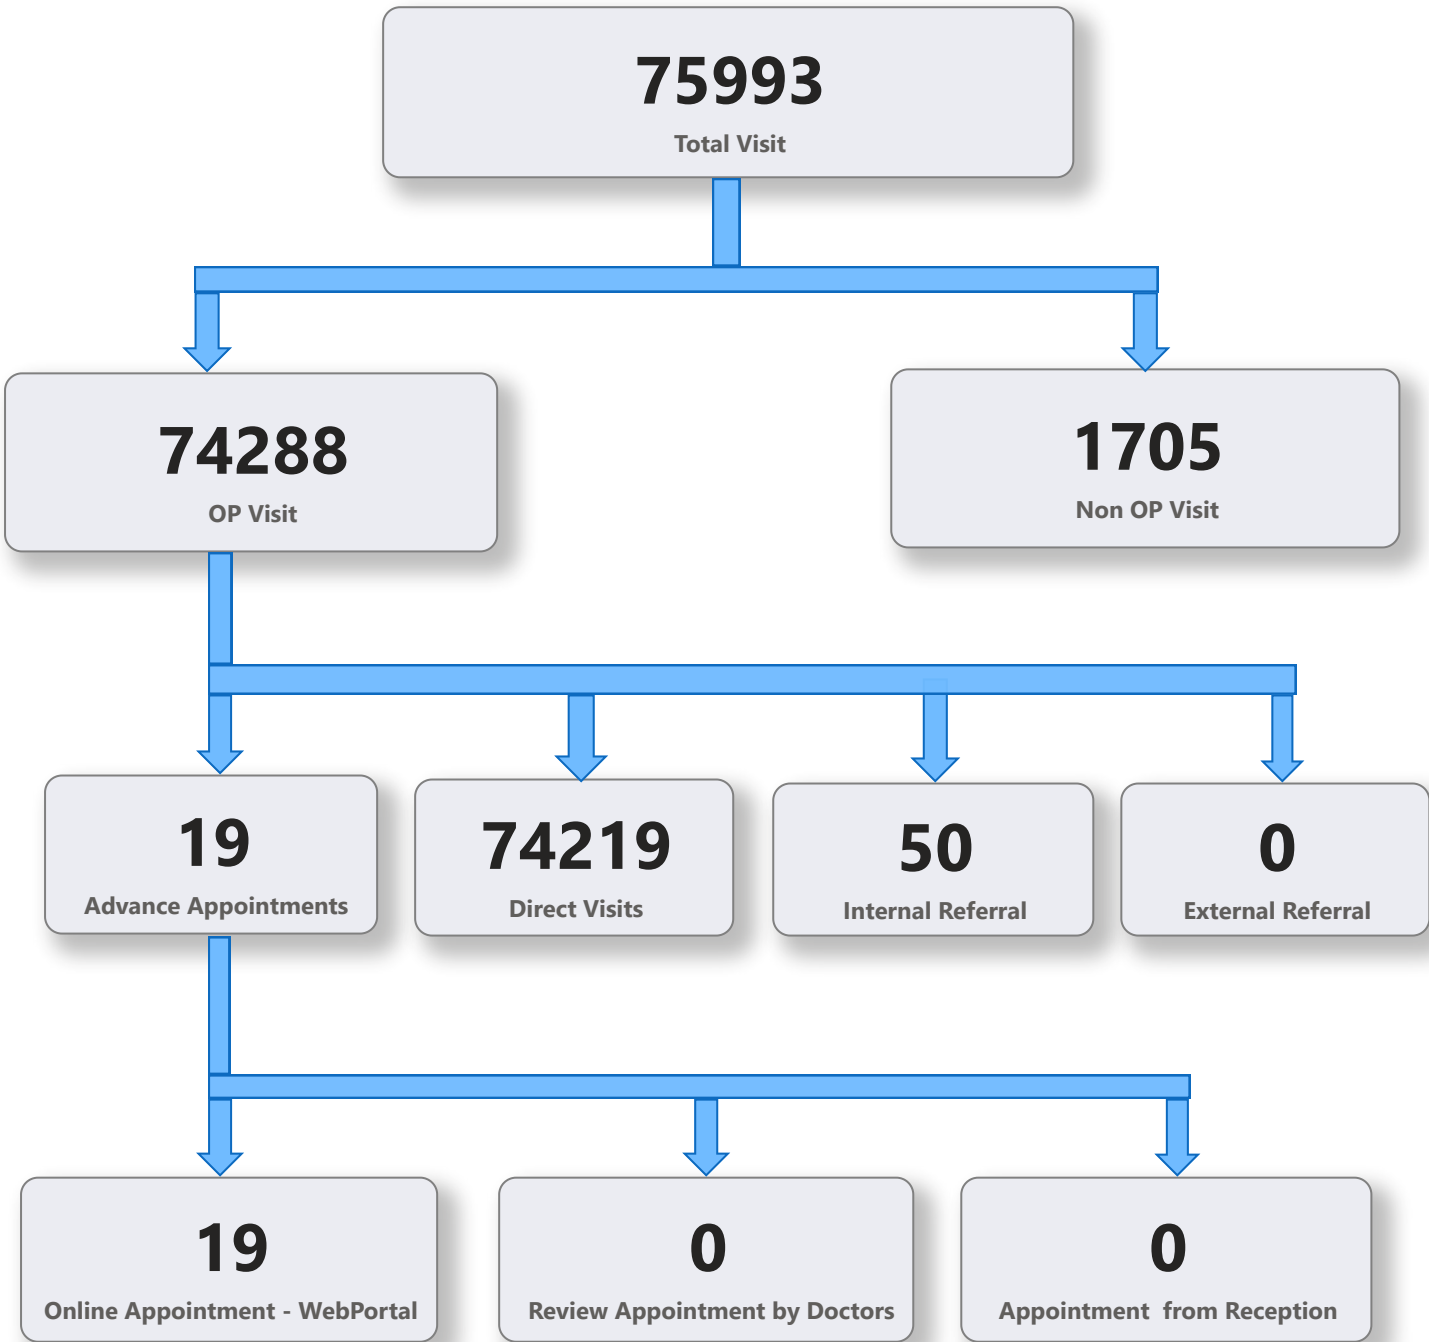 75993
Total Visit
74288
OP Visit
1705
Non OP Visit
19
Advance Appointments
74219
Direct Visits
50
Internal Referral
0
External Referral
19
Online Appointment - WebPortal
0
Review Appointment by Doctors
0
Appointment  from Reception